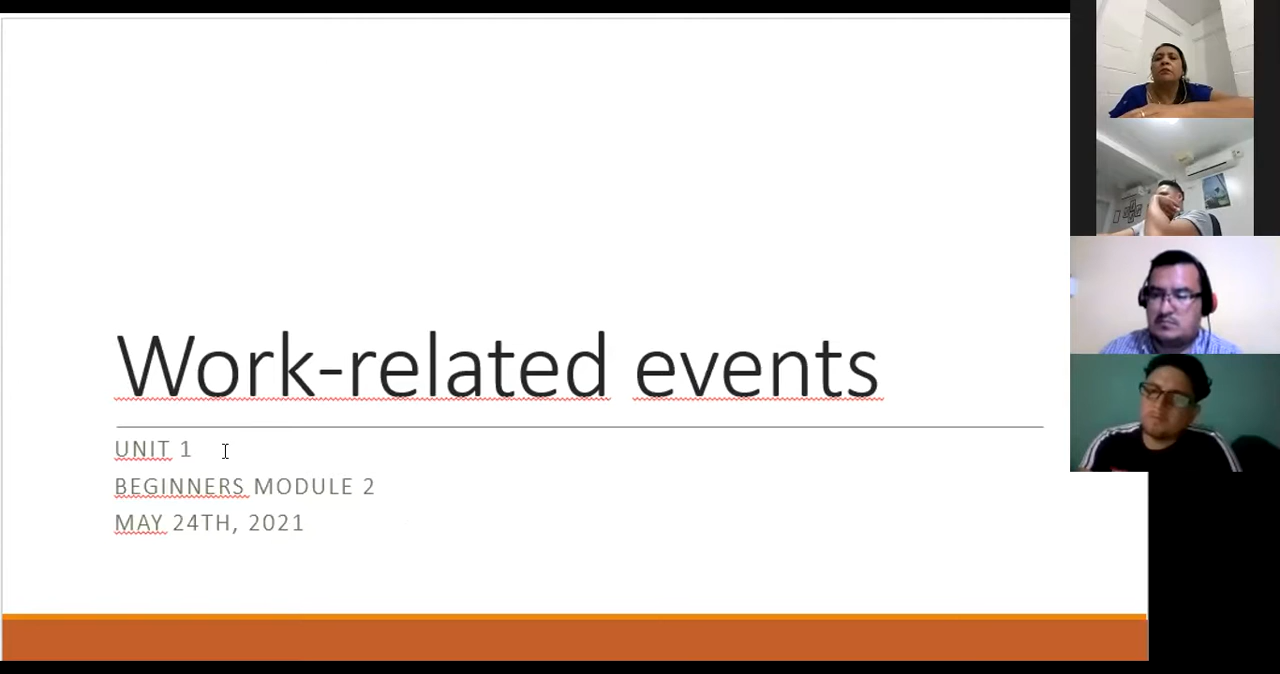 Work-related events
UNIT 1
BEGINNERS MODULE 2
MAY 24TH, 2021